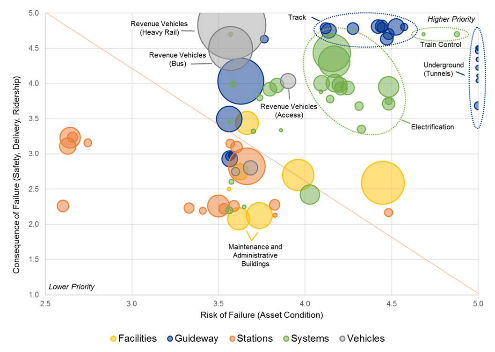 5.0
4.5
4.0
3.5
3.0
2.5
2.0
1.5
1.0
Consequence of Failure (Safety, Delivery, Ridership)
Revenue Vehicles
(Heavy Rail)
Revenue Vehicles
(Bus)
Revenue Vehicles
(Access)
Track
Higher Priority
Train Control
Underground
(Tunnels)
Electrification
Maintenance and
Administrative
Buildings
Lower Priority
2.5
3.0
3.5
4.0
4.5
5.0
Risk of Failure (Asset Condition)
Facilities
Guideway
Stations
Systems
Vehicles